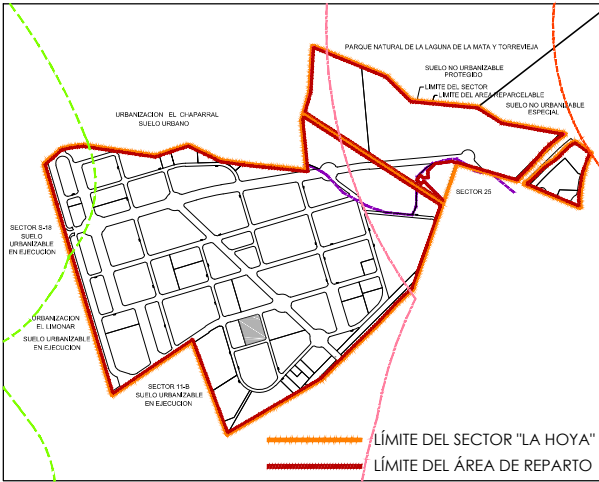 PARQUE NATURAL DE LA LAGUNA DE LA MATA Y TORREVIEJA
SUELO NO URBANIZABLE
PROTEGIDO
LIMITE DEL SECTOR
LIMITE DEL AREA REPARCELABLE
SUELO NO URBANIZABLE
ESPECIAL
URBANIZACION EL CHAPARRAL
SUELO URBANO
SECTOR 25
SECTOR S-18
SUELO
URBANIZABLE
EN EJECUCION
URBANIZACION
EL LIMONAR
SUELO URBANIZABLE
EN EJECUCION
SECTOR 11-B
SUELO URBANIZABLE
EN EJECUCION
LÍMITE DEL SECTOR "LA HOYA"
LÍMITE DEL ÁREA DE REPARTO